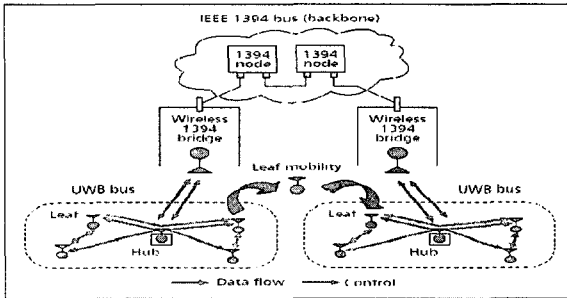 IEEE 1394 bus (backbone)
1394 node
1394 node
Wireless 1394 bridge
Wireless 1394 bridge
Leaf mobility
UWB bus
UWB bus
Leaf
Leaf
Hub
Hub
Data flow
Control